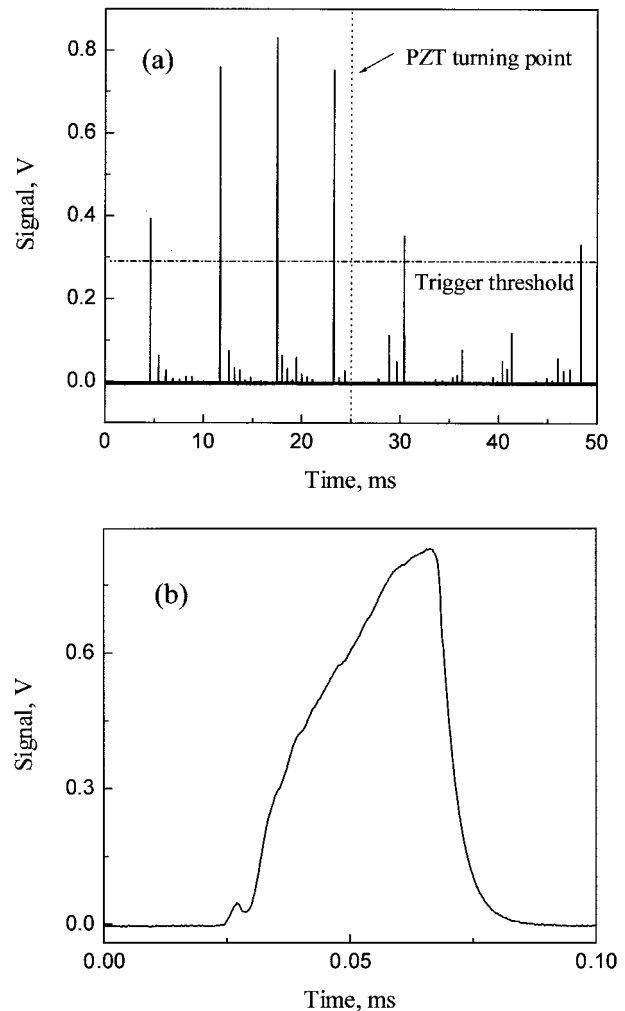 (a)
PZT turning point
Trigger threshold
Signal, V
0.8
0.6
0.4
0.2
0.0
0 10 20 30 40 50
Time, ms
(b)
Signal, V
0.6
0.3
0.0
0.00 0.05 0.10
Time, ms